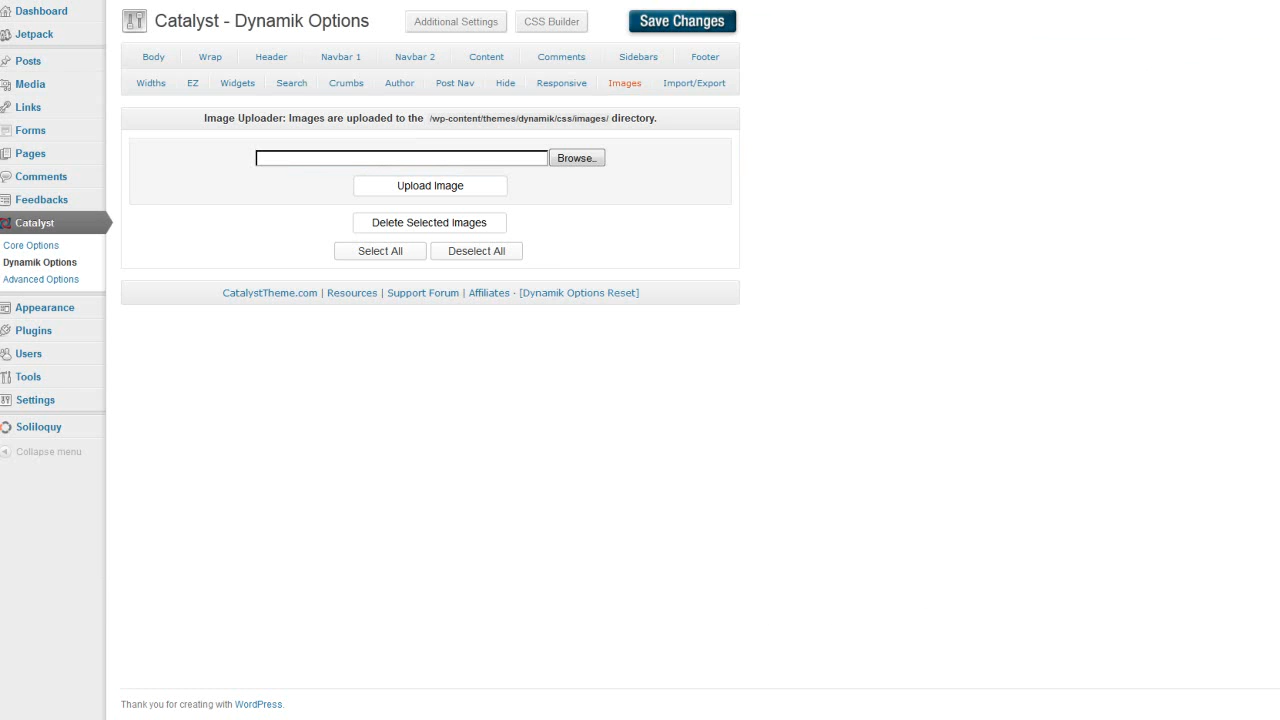 Dashboard
Jetpack
Posts
Media
Links
Forms
Pages
Comments
Feedbacks
Catalyst
Core Options
Dynamik Options
Advanced Options
Appearance
Plugins
Users
Tools
Settings
Soliloquy
Collapse menu
Catalyst - Dynamik Options
Additional Settings
CSS Builder
Save Changes
Body Wrap Header Navbar 1 Navbar 2 Content Comments Sidebars Footer
Widths EZ Widgets Search Crumbs Author Post Nav Hide Responsive Images Import/Export
Image Uploader: Images are uploaded to the /wp-content/themes/dynamik/css/images/ directory.
Browse..
Upload Image
Delete Selected Images
Select All Deselect All
CatalystTheme.com | Resources | Support Forum | Affiliates · [Dynamik Options Reset]
Thank you for creating with WordPress.